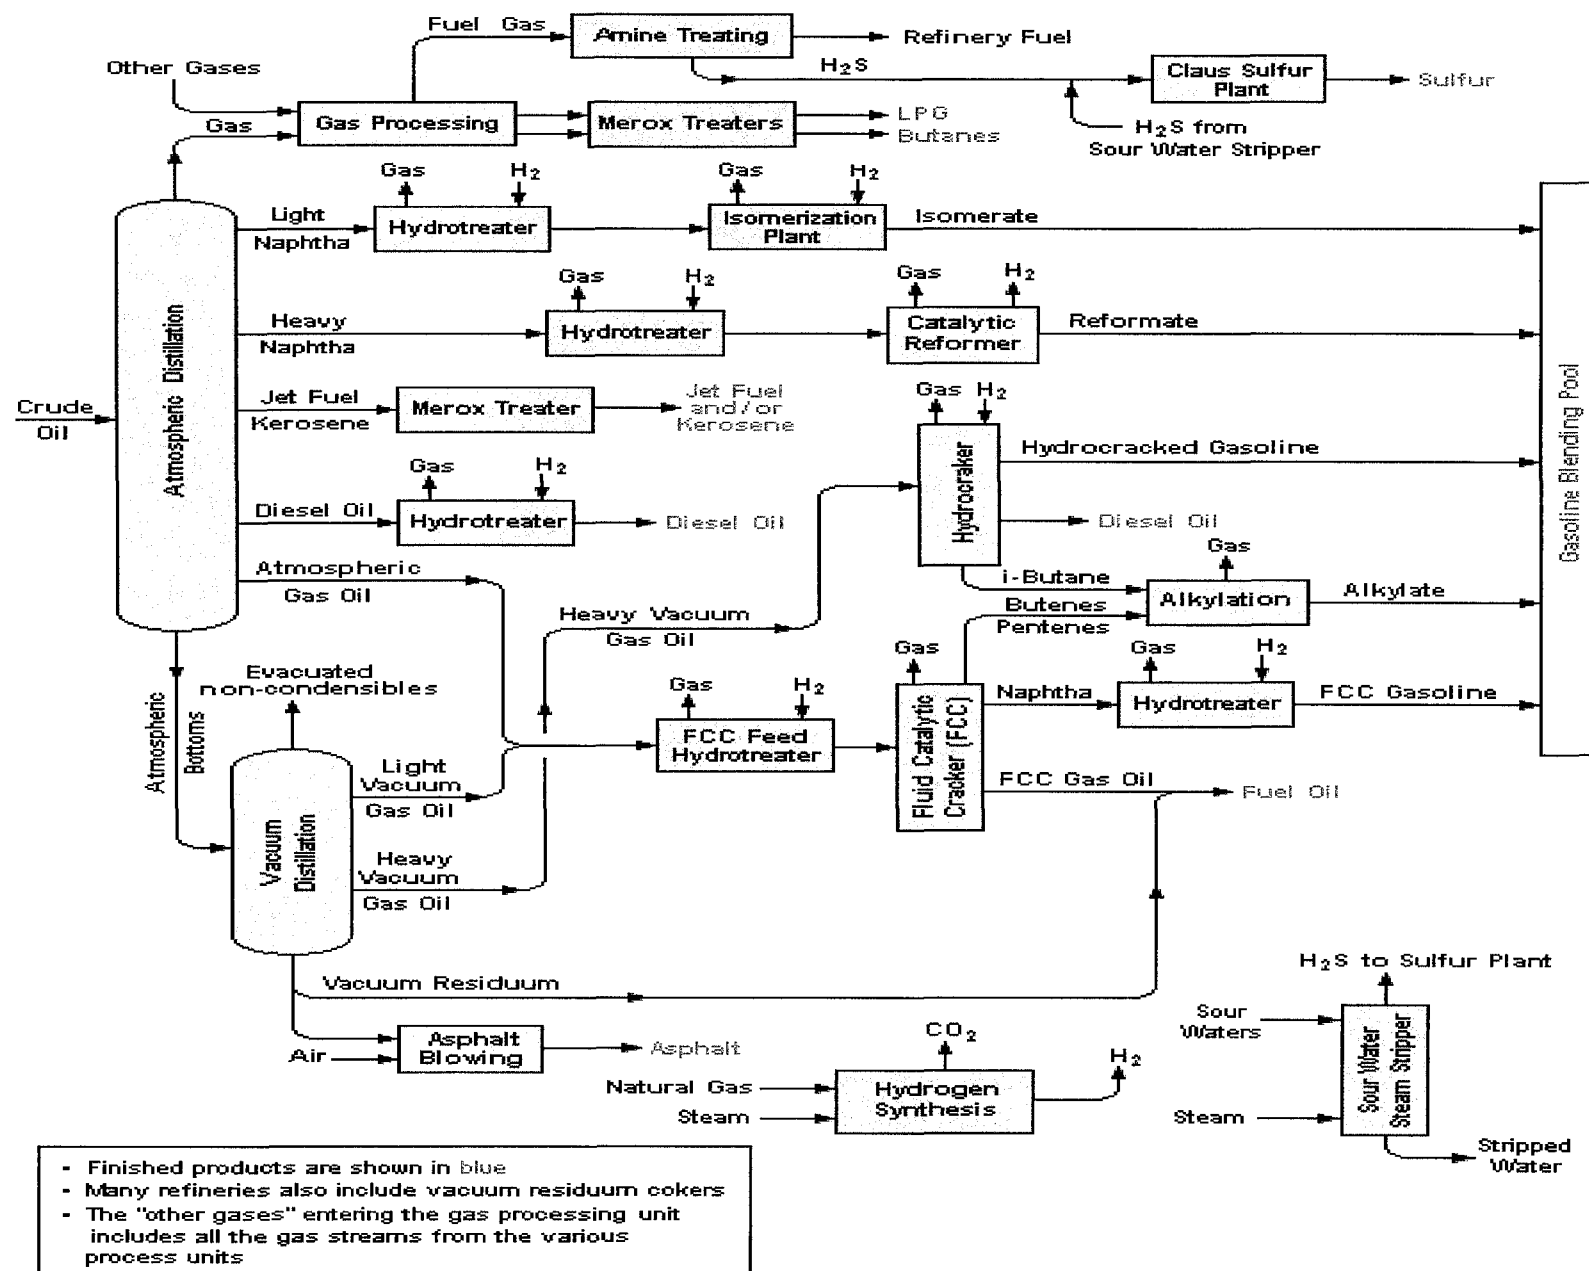 Fuel Gas
Amine Treating
Refinery Fuel
Other Gases
H₂S
Claus Sulfur
Plant
Sulfur
Gas
Gas Processing
Merox Treaters
LPG
Butanes
H₂S from
Sour Water Stripper
Gas
H₂
Gas
H₂
Light
Naphtha
Hydrotreater
Isomerization
Plant
Isomerate
Gas
H₂
Gas
H₂
Heavy
Naphtha
Hydrotreater
Catalytic
Reformer
Reformate
Atmospheric Distillation
Gasoline Blending Pool
Crude
Oil
Jet Fuel
Kerosene
Merox Treater
Jet Fuel
and/or
Kerosene
Gas
H₂
Hydrocraker
Hydrocracked Gasoline
Gas
H₂
Diesel Oil
Hydrotreater
Diesel Oil
Diesel Oil
Gas
Atmospheric
Gas Oil
i-Butane
Butenes
Pentenes
Alkylation
Alkylate
Heavy Vacuum
Gas Oil
Evacuated
non-condensibles
Gas
H₂
Gas
Gas
H₂
Naphtha
Hydrotreater
FCC Gasoline
Atmospheric
Bottoms
FCC Feed
Hydrotreater
Fluid Catalytic
Cracker (FCC)
Light
Vacuum
Gas Oil
FCC Gas Oil
Fuel Oil
Vacuum
Distillation
Heavy
Vacuum
Gas Oil
Vacuum Residuum
H₂S to Sulfur Plant
Sour
Waters
Sour Water
Steam Stripper
Steam
Stripped
Water
Air
Asphalt
Blowing
Asphalt
CO₂
H₂
Natural Gas
Steam
Hydrogen
Synthesis
- Finished products are shown in blue
- Many refineries also include vacuum residuum cokers
- The "other gases" entering the gas processing unit
includes all the gas streams from the various
process units